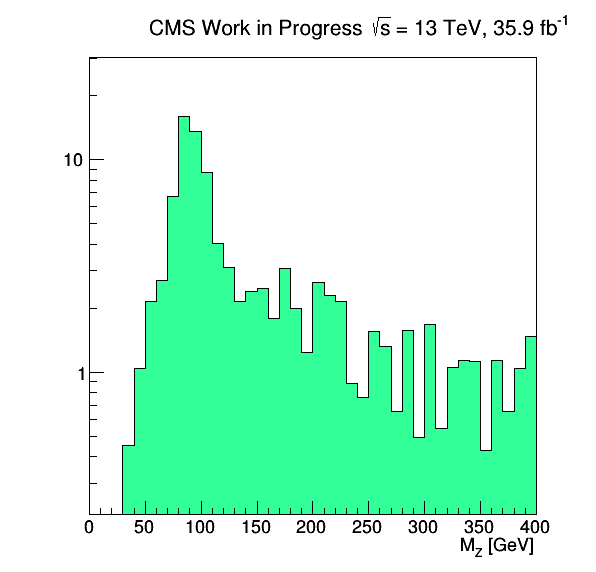 CMS Work in Progress √s = 13 TeV, 35.9 fb⁻¹
10
1
0 50 100 150 200 250 300 350 400
M_Z [GeV]